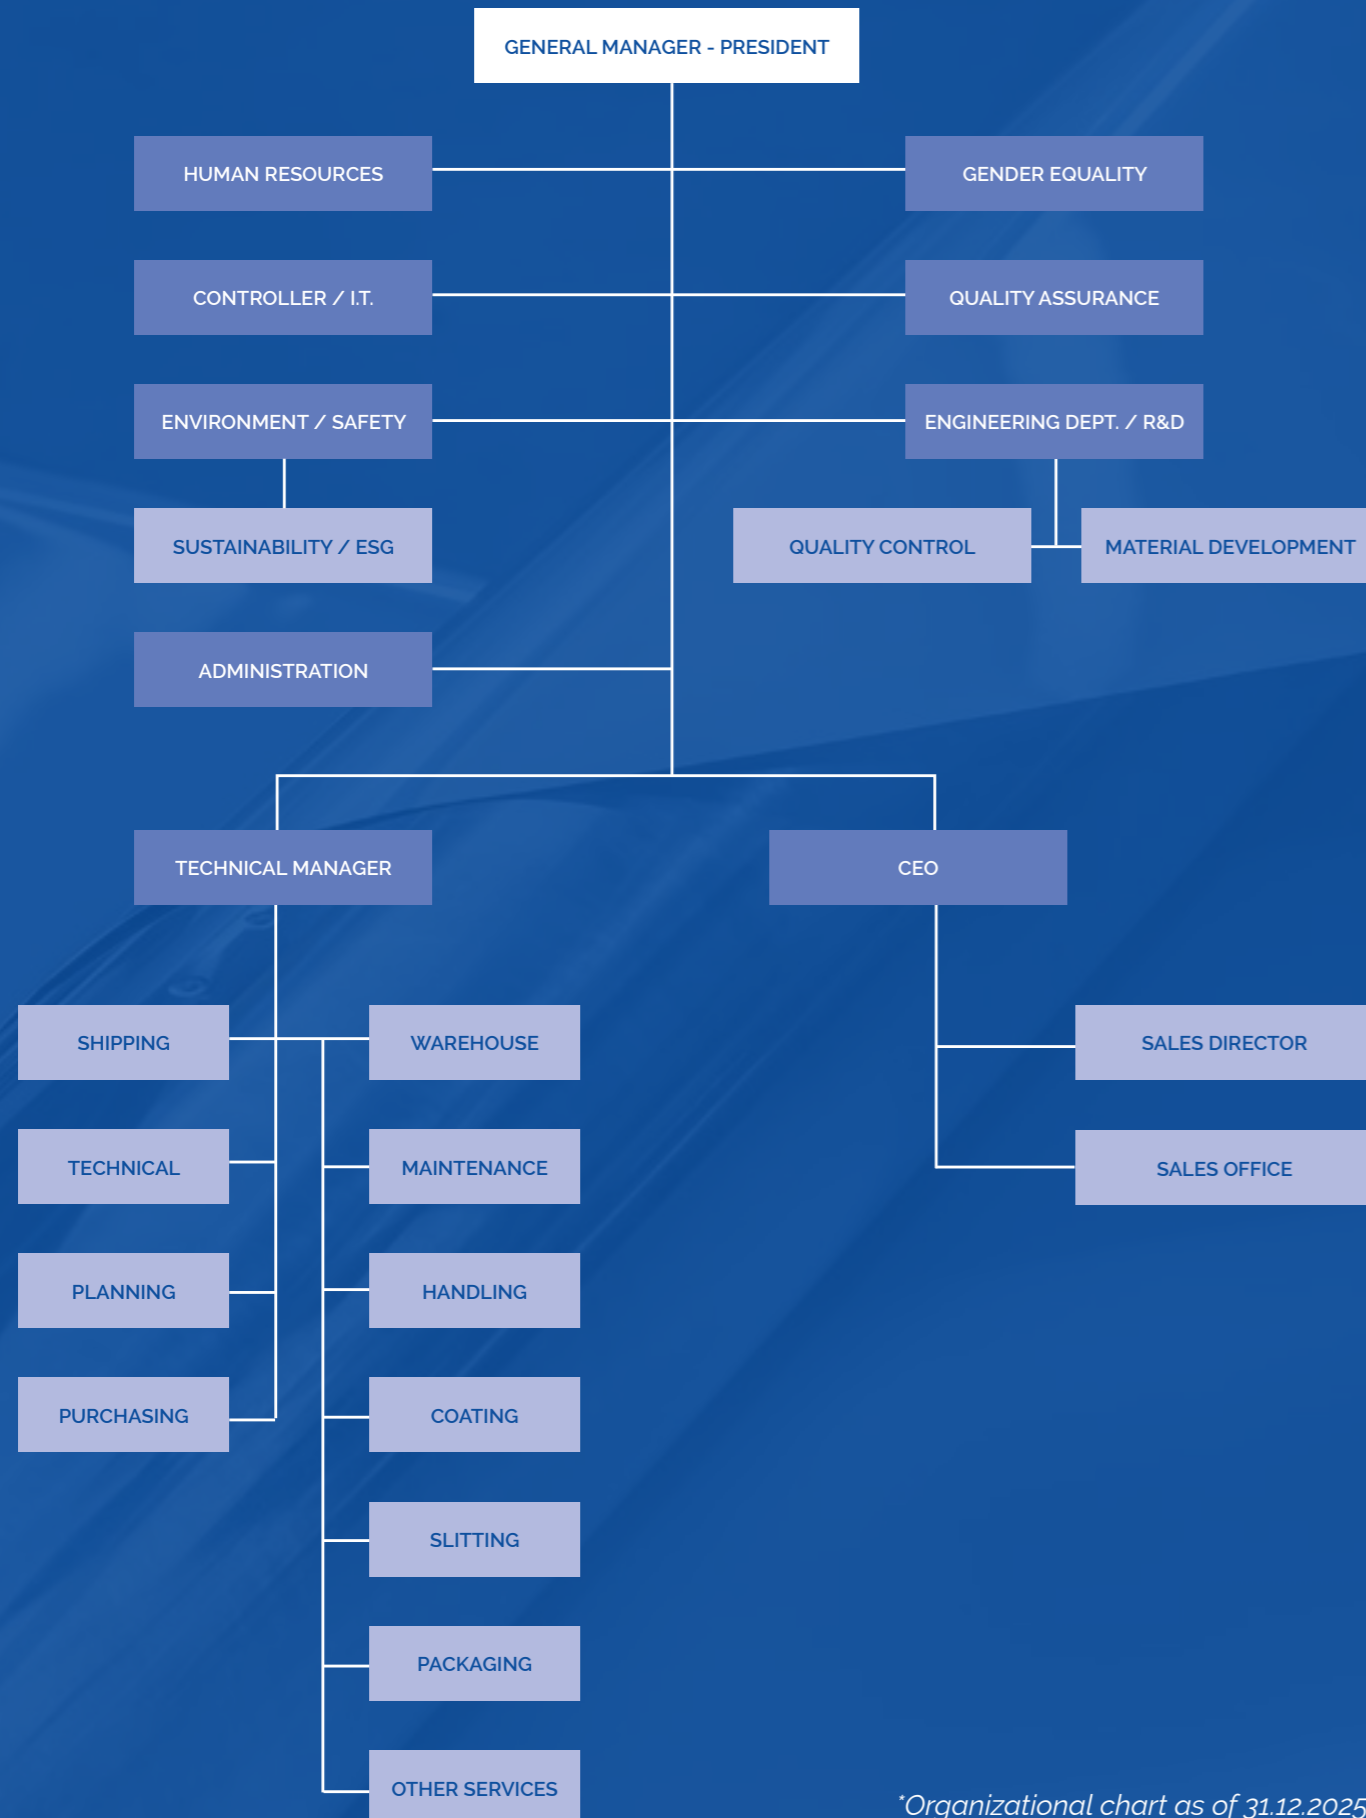 GENERAL MANAGER - PRESIDENT
HUMAN RESOURCES
GENDER EQUALITY
CONTROLLER / I.T.
QUALITY ASSURANCE
ENVIRONMENT / SAFETY
ENGINEERING DEPT. / R&D
SUSTAINABILITY / ESG
QUALITY CONTROL
MATERIAL DEVELOPMENT
ADMINISTRATION
TECHNICAL MANAGER
CEO
SHIPPING
WAREHOUSE
SALES DIRECTOR
TECHNICAL
MAINTENANCE
SALES OFFICE
PLANNING
HANDLING
PURCHASING
COATING
SLITTING
PACKAGING
OTHER SERVICES
*Organizational chart as of 31.12.2025